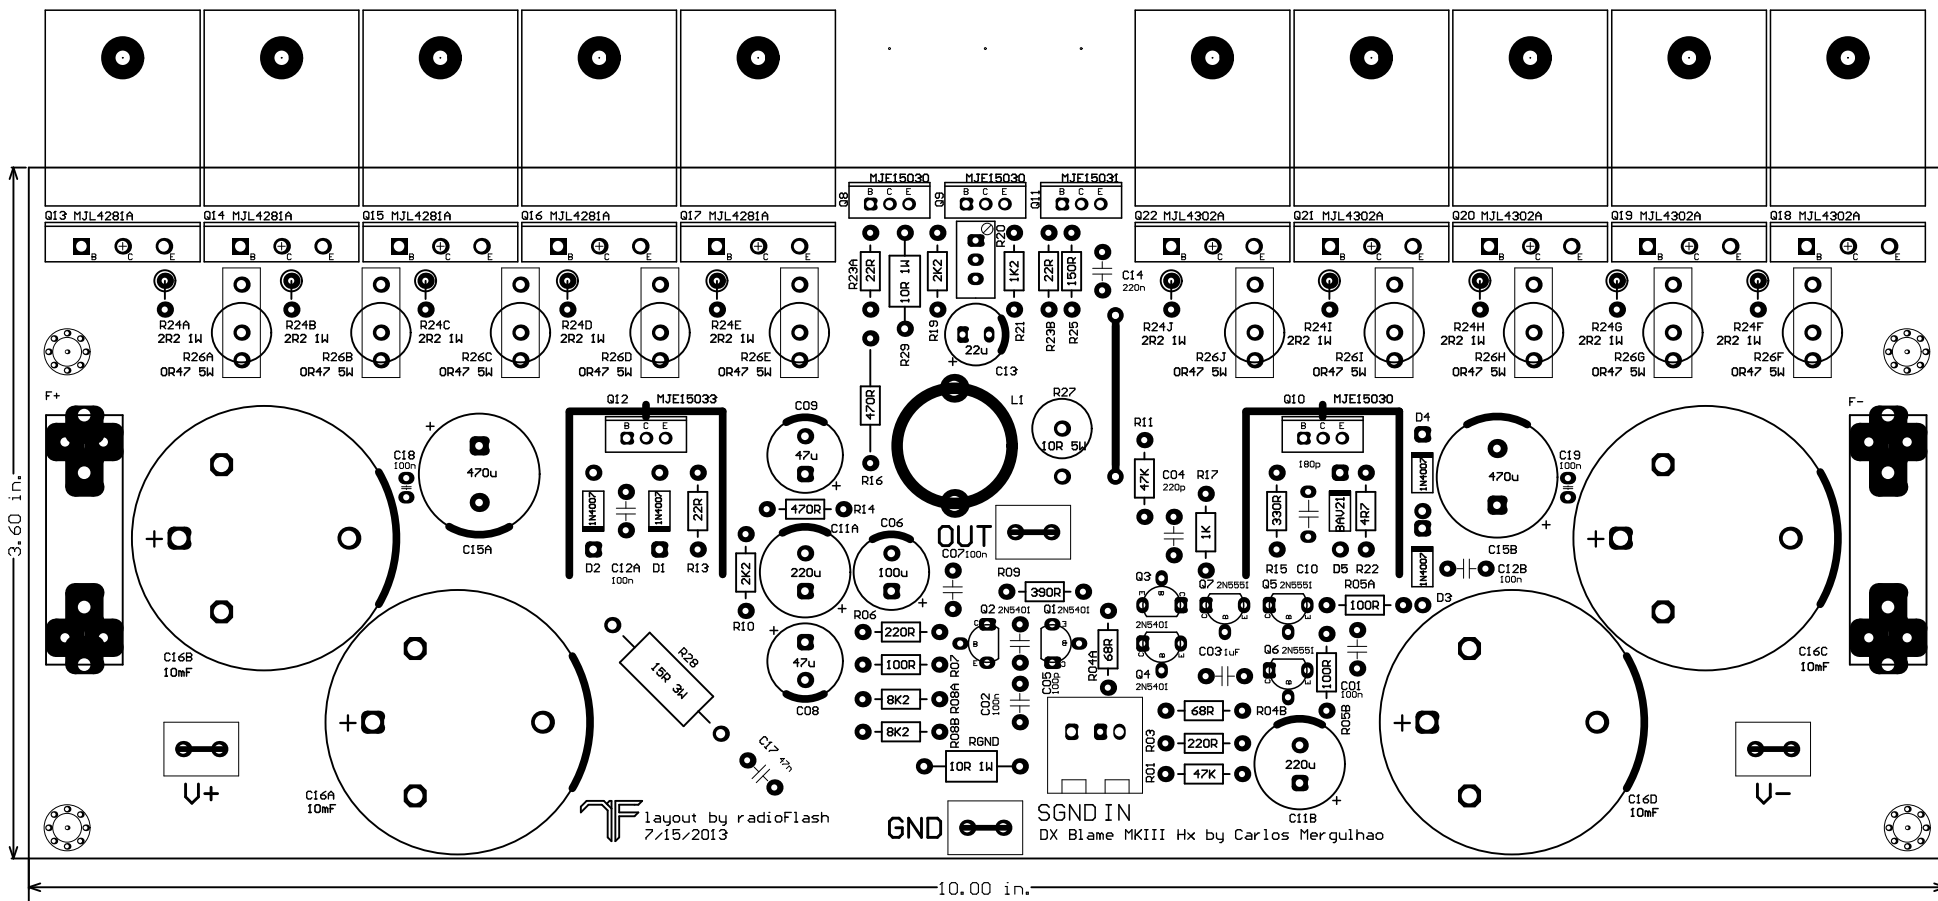 MJE15030 MJE15030 MJE15031
Q8 Q9 Q11
B C E B C E B C E
Q13 MJL4281A Q14 MJL4281A Q15 MJL4281A Q16 MJL4281A Q17 MJL4281A
Q22 MJL4302A Q21 MJL4302A Q20 MJL4302A Q19 MJL4302A Q18 MJL4302A
B C E B C E B C E B C E B C E
B C E B C E B C E B C E B C E
R23A 22R 10R 1W 2K2 R20 1K2 22R 150R
C14
220n
R29 R19 R21 R23B R25
22u
+
C13
R24A
2R2 1W
R24B
2R2 1W
R24C
2R2 1W
R24D
2R2 1W
R24E
2R2 1W
R24J
2R2 1W
R24I
2R2 1W
R24H
2R2 1W
R24G
2R2 1W
R24F
2R2 1W
R26A
0R47 5W
R26B
0R47 5W
R26C
0R47 5W
R26D
0R47 5W
R26E
0R47 5W
R26J
0R47 5W
R26I
0R47 5W
R26H
0R47 5W
R26G
0R47 5W
R26F
0R47 5W
F+
F-
3.60 in.
+
C16B
10mF
C18
100n
+
470u
C15A
Q12 MJE15033
B C E
1N4007 1N4007 22R
D2 C12A D1 R13
100n
C09
47u
+
470R R14
470R
R16
L1
R27
10R 5W
OUT
R10
2K2
C11A
220u
+
C06
100u
+
C07 100n
R09
390R
R11
47K
C04
220p
R17
1K
Q10 MJE15030
B C E
180p
330R BAV21 4R7
R15 C10 D5 R22
D4
1N4007
1N4007
D3
470u
+
C15B
C19
100n
C12B
100n
+
C16C
10mF
R05A
100R
Q3
2N5401
Q7 2N5551
Q5 2N5551
Q4
2N5401
Q6 2N5551
C03 1uF
100R
R05B
C01
100n
R04B
68R
R03
220R
R01
47K
220u
+
C11B
Q2 2N5401
Q1 2N5401
68R
R04A
C05
100p
C02
100n
R06
220R
100R R07
8K2 R08A
8K2 R08B
RGND
10R 1W
+
47u
C08
R28
15R 3W
C17
47n
+
C16A
10mF
+
C16D
10mF
V+
V-
layout by radioFlash
7/15/2013
GND
SGND IN
DX Blame MKIII Hx by Carlos Mergulhao
10.00 in.